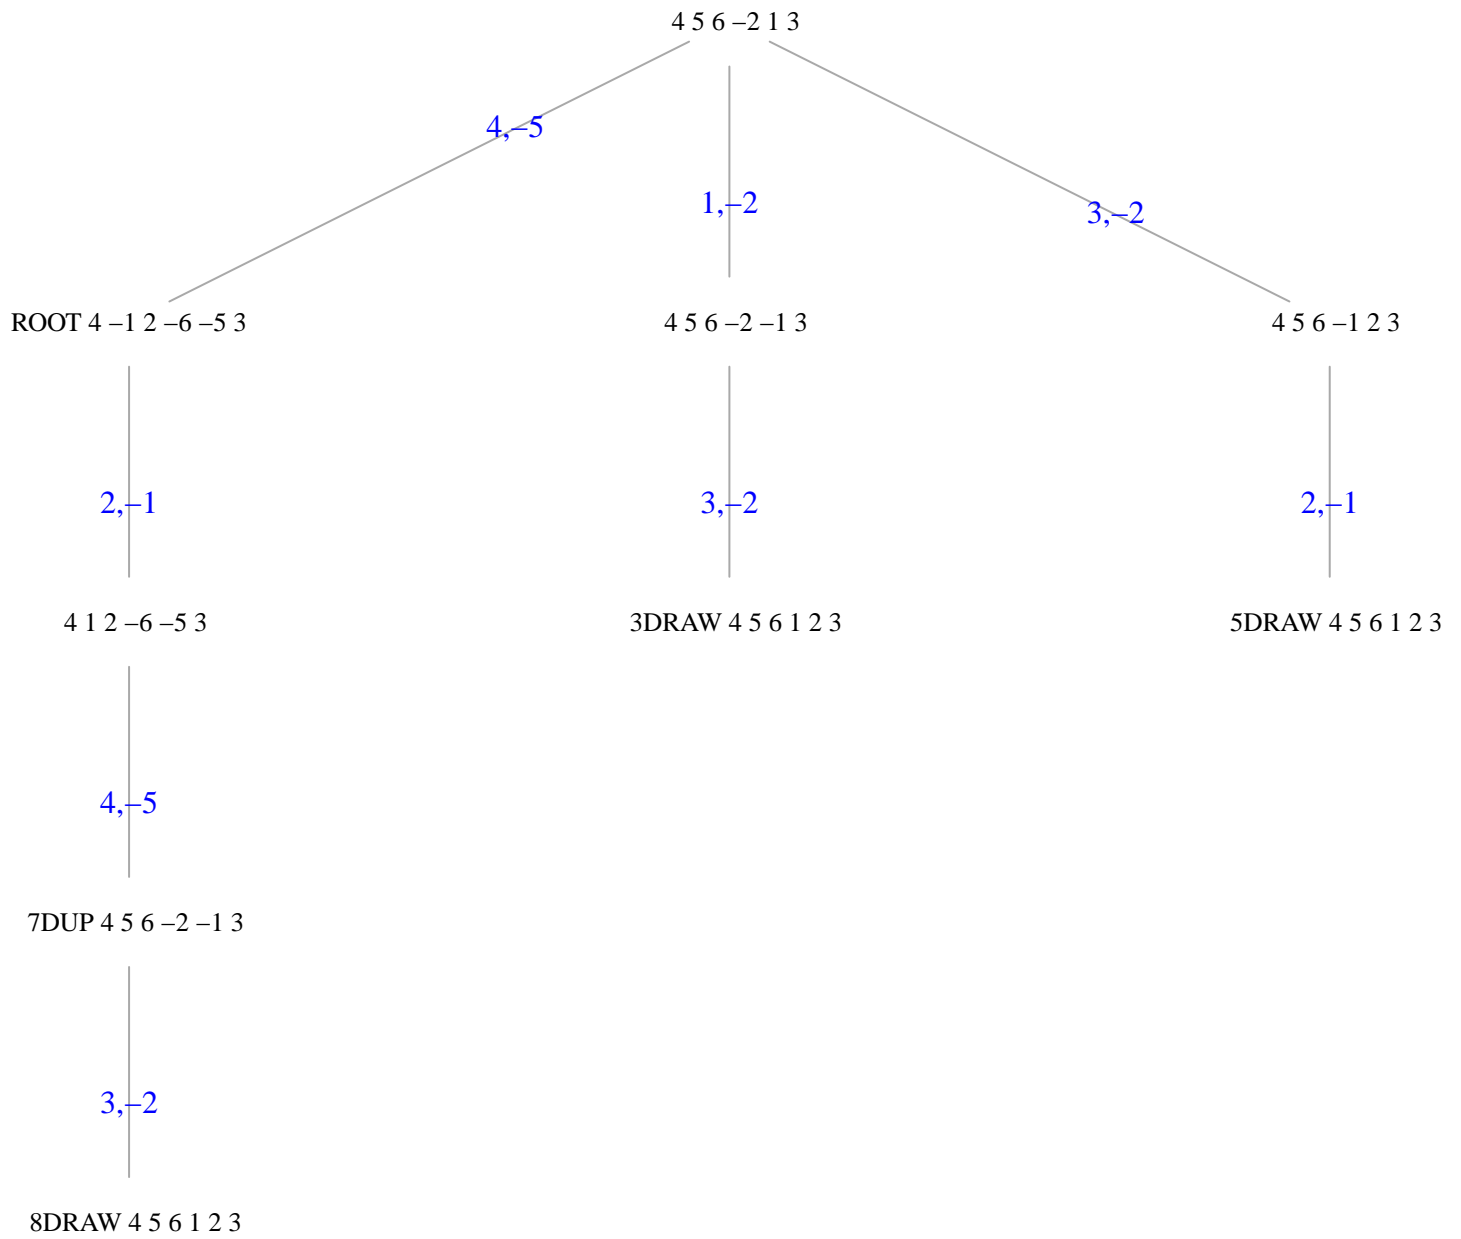 4 5 6 –2 1 3
4,–5
1,–2
3,–2
ROOT 4 –1 2 –6 –5 3
4 5 6 –2 –1 3
4 5 6 –1 2 3
2,–1
3,–2
2,–1
4 1 2 –6 –5 3
3DRAW 4 5 6 1 2 3
5DRAW 4 5 6 1 2 3
4,–5
7DUP 4 5 6 –2 –1 3
3,–2
8DRAW 4 5 6 1 2 3